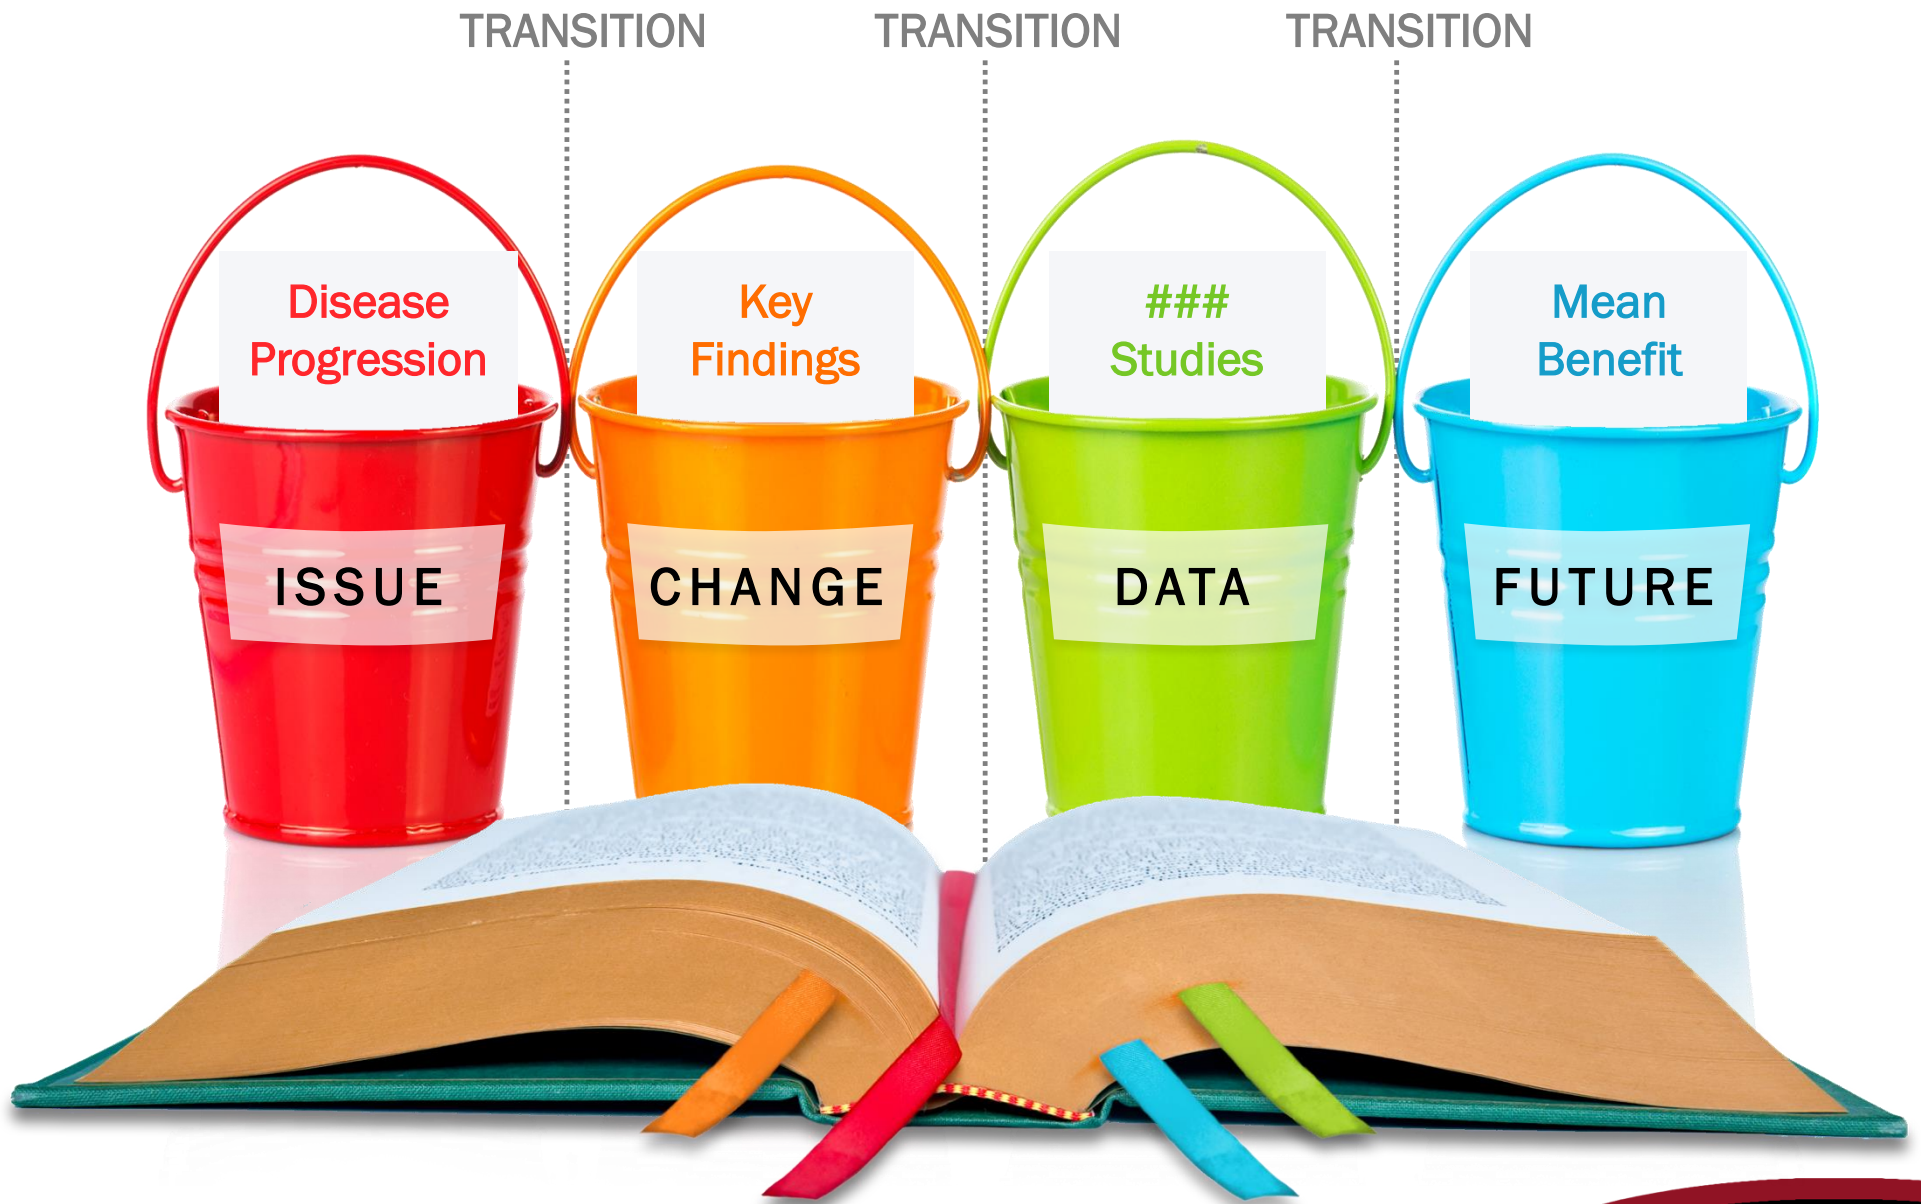 TRANSITION TRANSITION TRANSITION
Disease
Progression
Key
Findings
###
Studies
Mean
Benefit
ISSUE
CHANGE
DATA
FUTURE